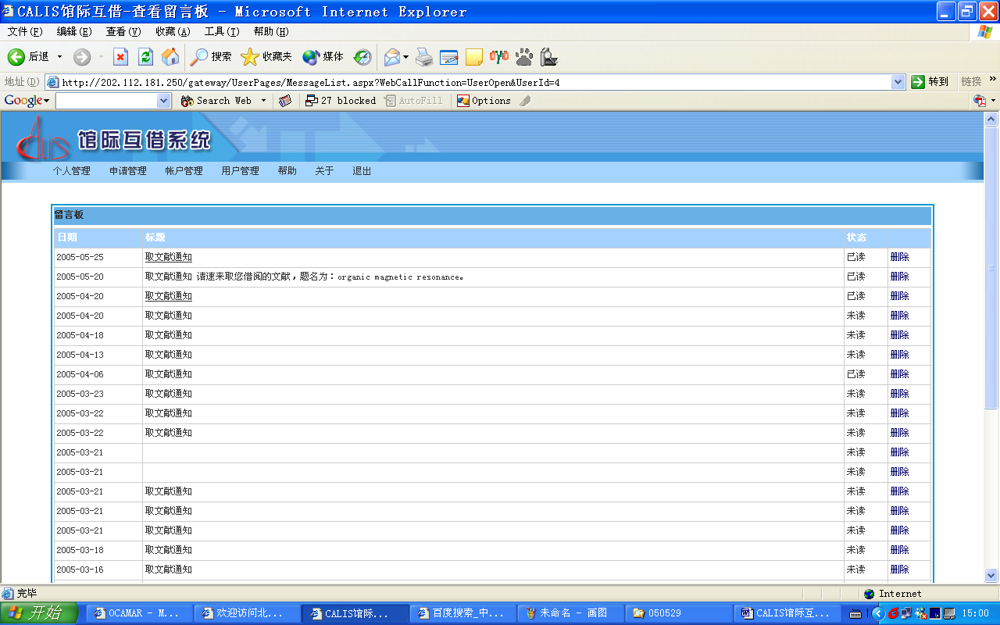 CALIS馆际互借-查看留言板 - Microsoft Internet Explorer
文件(F) 编辑(E) 查看(V) 收藏(A) 工具(T) 帮助(H)
后退 搜索 收藏夹 媒体
地址(D) http://202.112.181.250/gateway/UserPages/MessageList.aspx?WebCallFunction=UserOpen&UserId=4 转到 链接 »
Google Search Web 27 blocked AutoFill Options
CALIS 馆际互借系统
个人管理 申请管理 帐户管理 用户管理 帮助 关于 退出
留言板
日期 标题 状态
2005-05-25 取文献通知 已读 删除
2005-05-20 取文献通知 请速来取您借阅的文献，题名为：organic magnetic resonance。 已读 删除
2005-04-20 取文献通知 已读 删除
2005-04-20 取文献通知 未读 删除
2005-04-18 取文献通知 未读 删除
2005-04-13 取文献通知 未读 删除
2005-04-06 取文献通知 已读 删除
2005-03-23 取文献通知 未读 删除
2005-03-22 取文献通知 未读 删除
2005-03-22 取文献通知 未读 删除
2005-03-21 未读 删除
2005-03-21 未读 删除
2005-03-21 取文献通知 未读 删除
2005-03-21 取文献通知 未读 删除
2005-03-21 取文献通知 未读 删除
2005-03-18 取文献通知 未读 删除
2005-03-16 取文献通知 未读 删除
完毕 Internet
开始 OCAMAR - M... 欢迎访问北... CALIS馆际... 百度搜索_中... 未命名 - 画图 050529 CALIS馆际互... 15:00